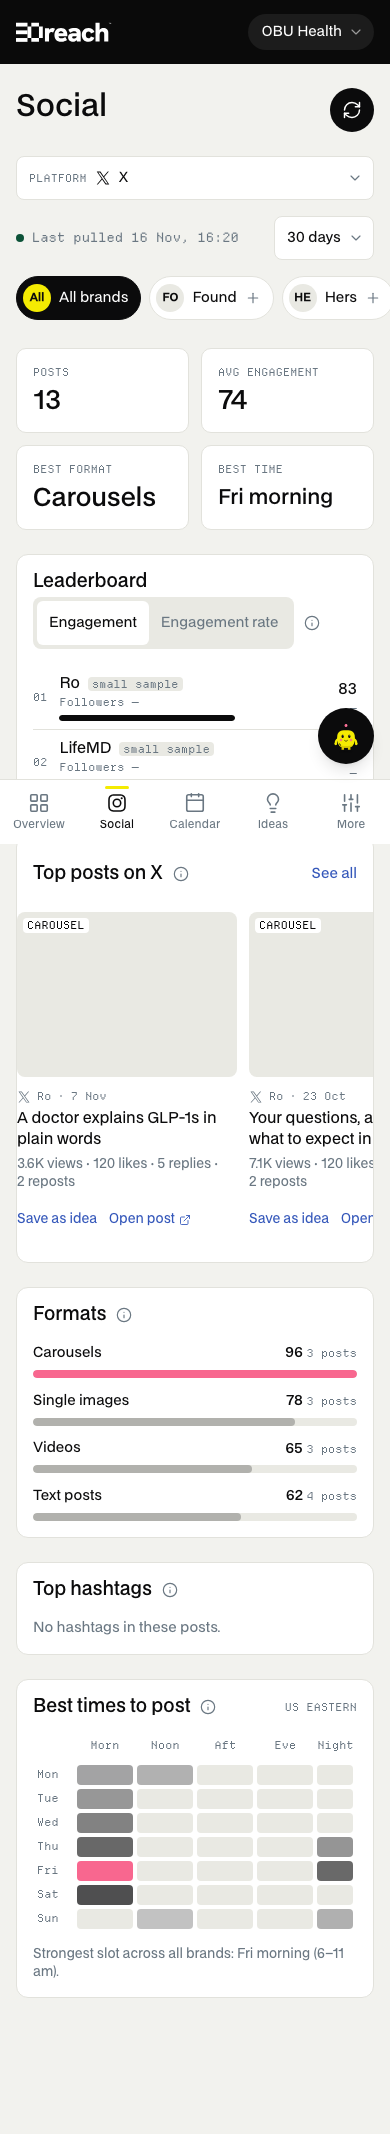 reach
OBU Health
Social
PLATFORM X
Last pulled 16 Nov, 16:20
30 days
All All brands
FO Found
HE Hers
POSTS
13
AVG ENGAGEMENT
74
BEST FORMAT
Carousels
BEST TIME
Fri morning
Leaderboard
Engagement
Engagement rate
01
Ro small sample
Followers —
83
02
LifeMD small sample
Followers —
—
Overview
Social
Calendar
Ideas
More
Top posts on X
See all
CAROUSEL
Ro · 7 Nov
A doctor explains GLP-1s in
plain words
3.6K views · 120 likes · 5 replies ·
2 reposts
Save as idea Open post
CAROUSEL
Ro · 23 Oct
Your questions, a
what to expect in
7.1K views · 120 likes
2 reposts
Save as idea Open
Formats
Carousels 96 3 posts
Single images 78 3 posts
Videos 65 3 posts
Text posts 62 4 posts
Top hashtags
No hashtags in these posts.
Best times to post
US EASTERN
Morn Noon Aft Eve Night
Mon
Tue
Wed
Thu
Fri
Sat
Sun
Strongest slot across all brands: Fri morning (6–11
am).